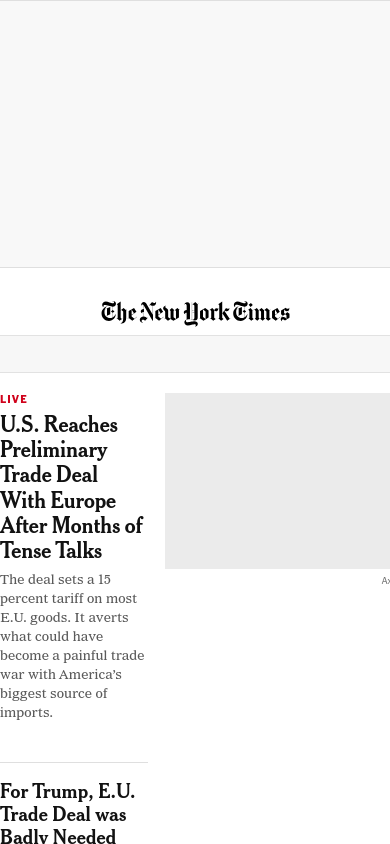 The New York Times
LIVE
U.S. Reaches
Preliminary
Trade Deal
With Europe
After Months of
Tense Talks
The deal sets a 15
percent tariff on most
E.U. goods. It averts
what could have
become a painful trade
war with America’s
biggest source of
imports.
For Trump, E.U.
Trade Deal was
Badly Needed